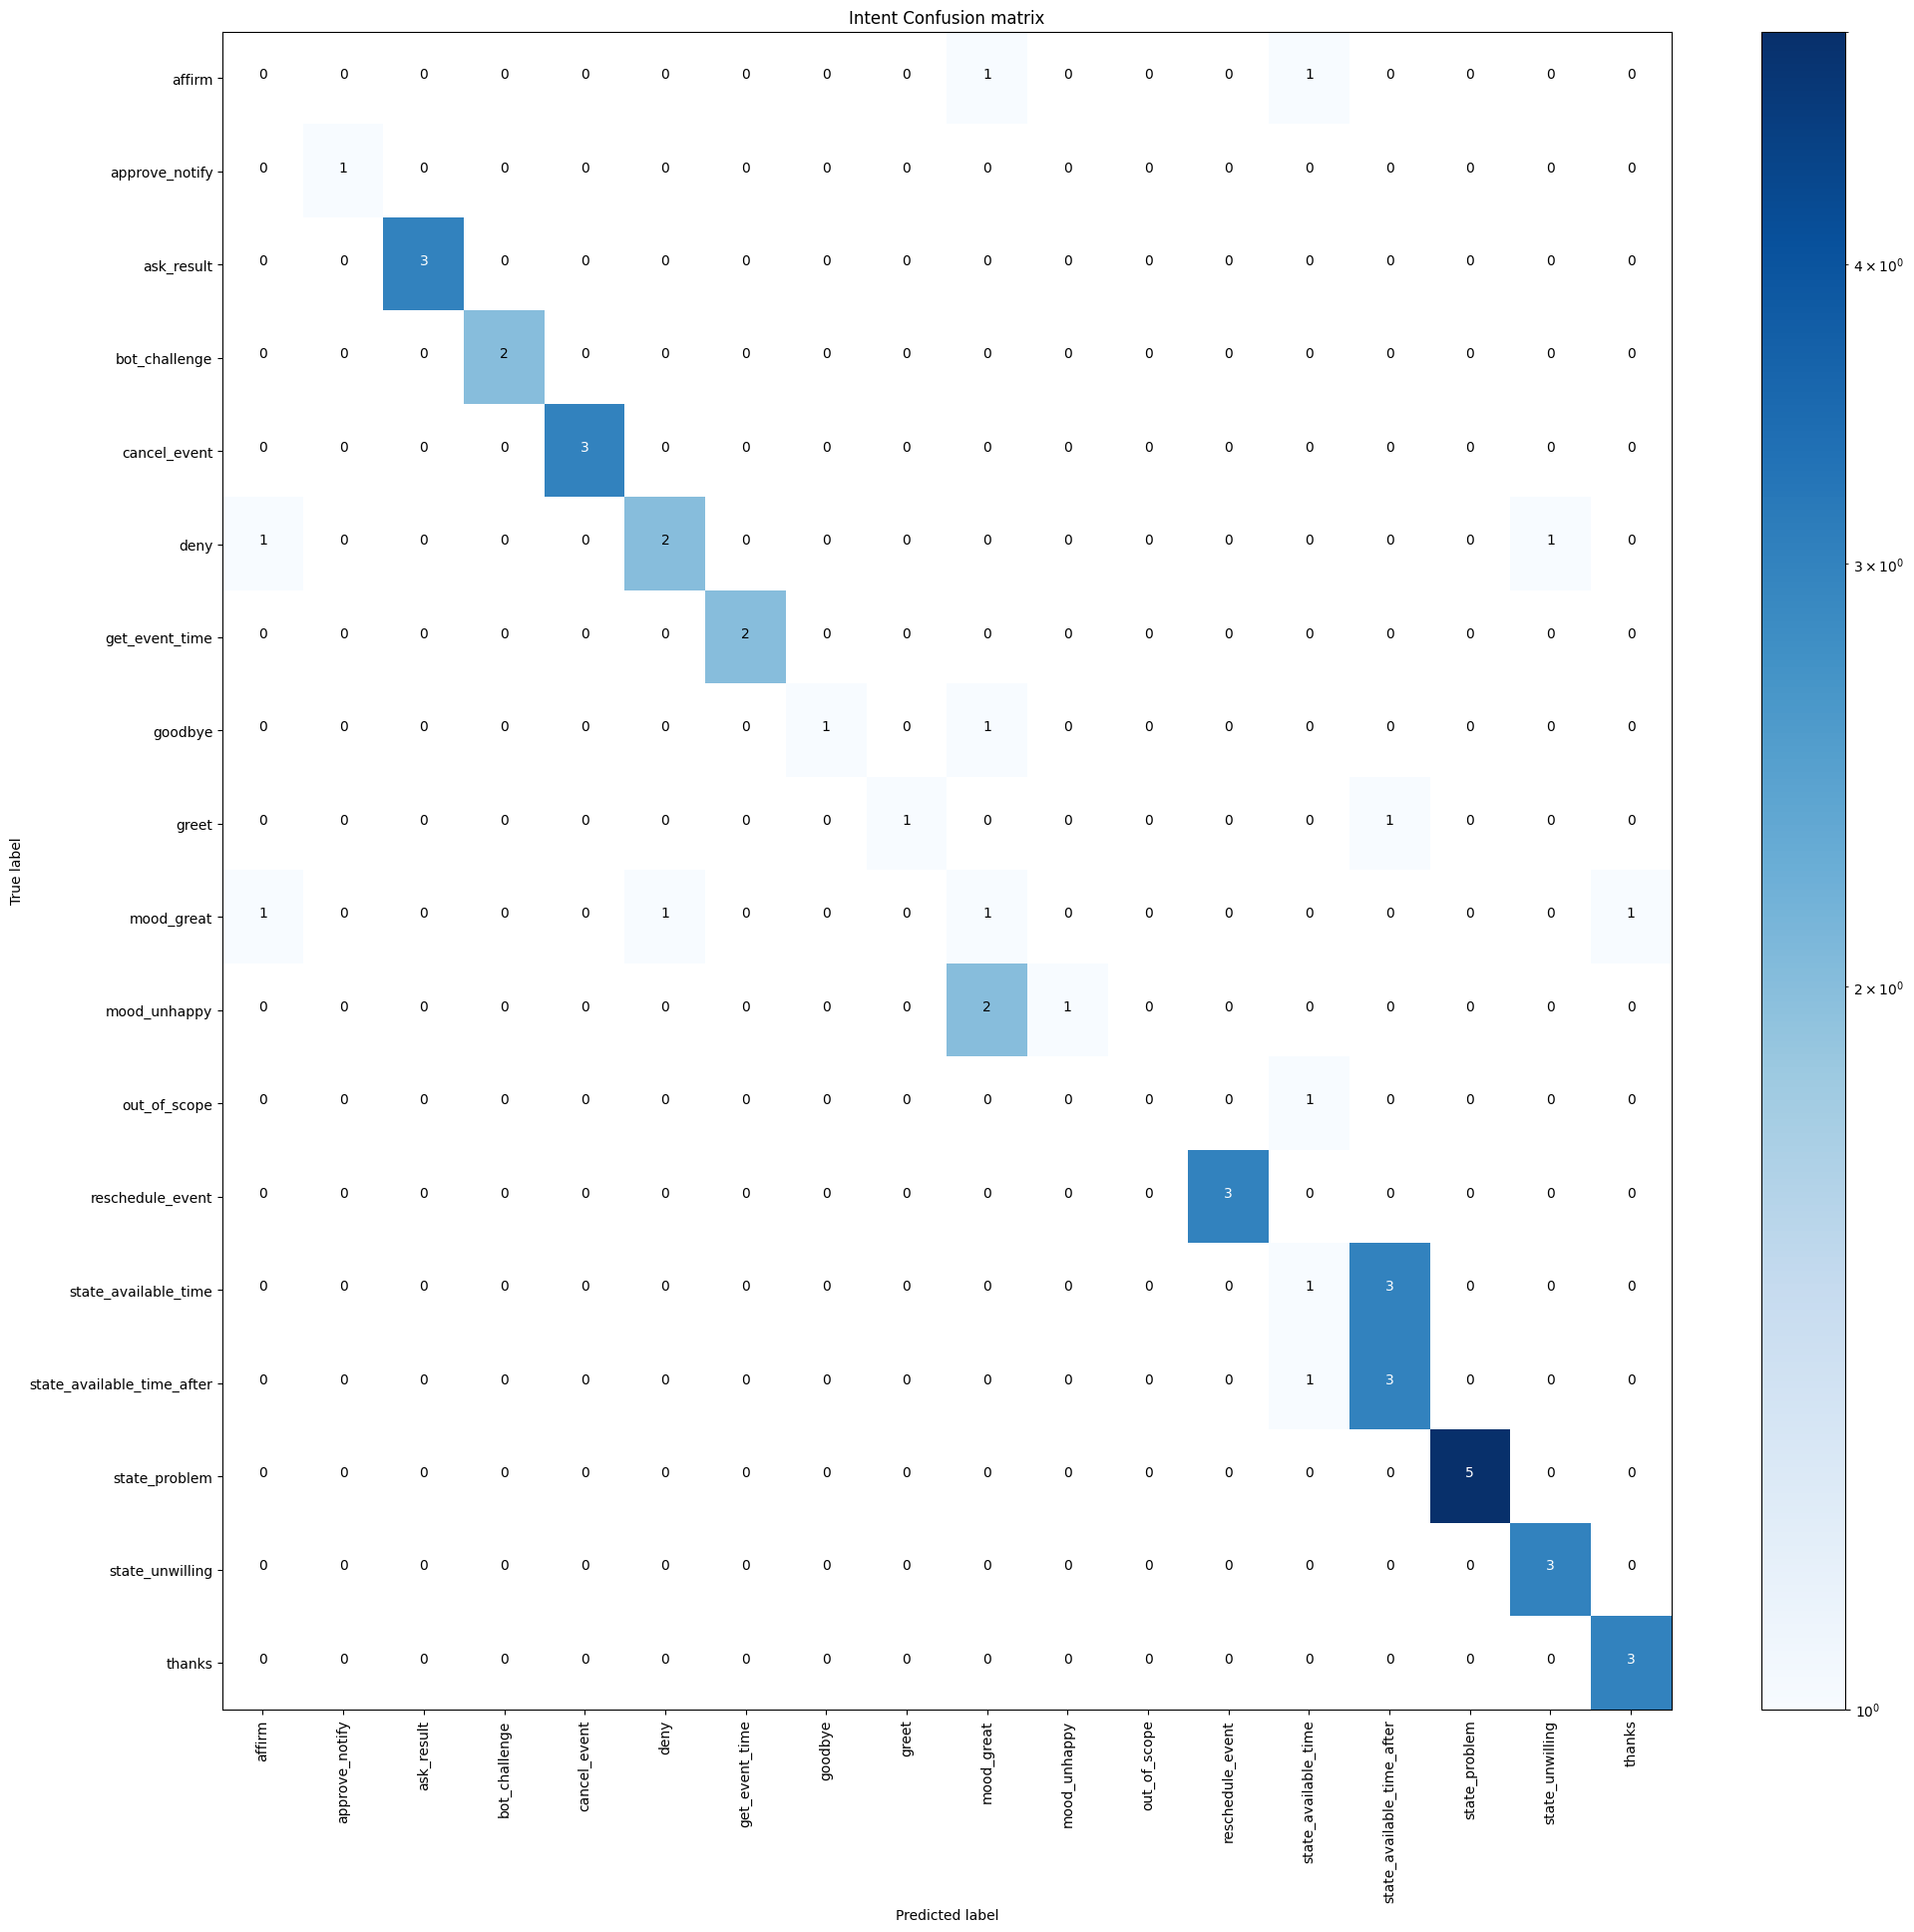 Intent Confusion matrix
True label
affirm 0 0 0 0 0 0 0 0 0 1 0 0 0 1 0 0 0 0
approve_notify 0 1 0 0 0 0 0 0 0 0 0 0 0 0 0 0 0 0
ask_result 0 0 3 0 0 0 0 0 0 0 0 0 0 0 0 0 0 0
bot_challenge 0 0 0 2 0 0 0 0 0 0 0 0 0 0 0 0 0 0
cancel_event 0 0 0 0 3 0 0 0 0 0 0 0 0 0 0 0 0 0
deny 1 0 0 0 0 2 0 0 0 0 0 0 0 0 0 0 1 0
get_event_time 0 0 0 0 0 0 2 0 0 0 0 0 0 0 0 0 0 0
goodbye 0 0 0 0 0 0 0 1 0 1 0 0 0 0 0 0 0 0
greet 0 0 0 0 0 0 0 0 1 0 0 0 0 0 1 0 0 0
mood_great 1 0 0 0 0 1 0 0 0 1 0 0 0 0 0 0 0 1
mood_unhappy 0 0 0 0 0 0 0 0 0 2 1 0 0 0 0 0 0 0
out_of_scope 0 0 0 0 0 0 0 0 0 0 0 0 0 1 0 0 0 0
reschedule_event 0 0 0 0 0 0 0 0 0 0 0 0 3 0 0 0 0 0
state_available_time 0 0 0 0 0 0 0 0 0 0 0 0 0 1 3 0 0 0
state_available_time_after 0 0 0 0 0 0 0 0 0 0 0 0 0 1 3 0 0 0
state_problem 0 0 0 0 0 0 0 0 0 0 0 0 0 0 0 5 0 0
state_unwilling 0 0 0 0 0 0 0 0 0 0 0 0 0 0 0 0 3 0
thanks 0 0 0 0 0 0 0 0 0 0 0 0 0 0 0 0 0 3
affirm
approve_notify
ask_result
bot_challenge
cancel_event
deny
get_event_time
goodbye
greet
mood_great
mood_unhappy
out_of_scope
reschedule_event
state_available_time
state_available_time_after
state_problem
state_unwilling
thanks
Predicted label
4 × 10⁰
3 × 10⁰
2 × 10⁰
10⁰